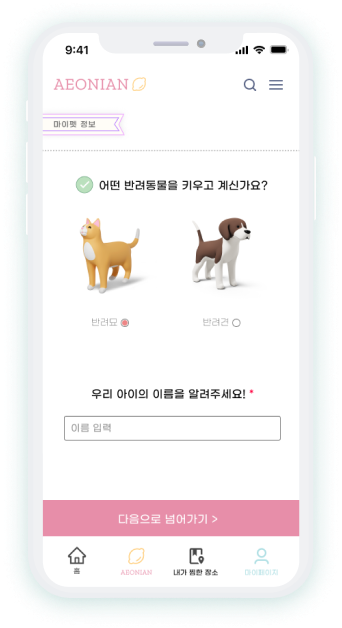 9:41
AEONIAN
마이펫 정보
어떤 반려동물을 키우고 계신가요?
반려묘 반려견
우리 아이의 이름을 알려주세요! *
이름 입력
다음으로 넘어가기 >
홈 AEONIAN 내가 찜한 장소 마이페이지